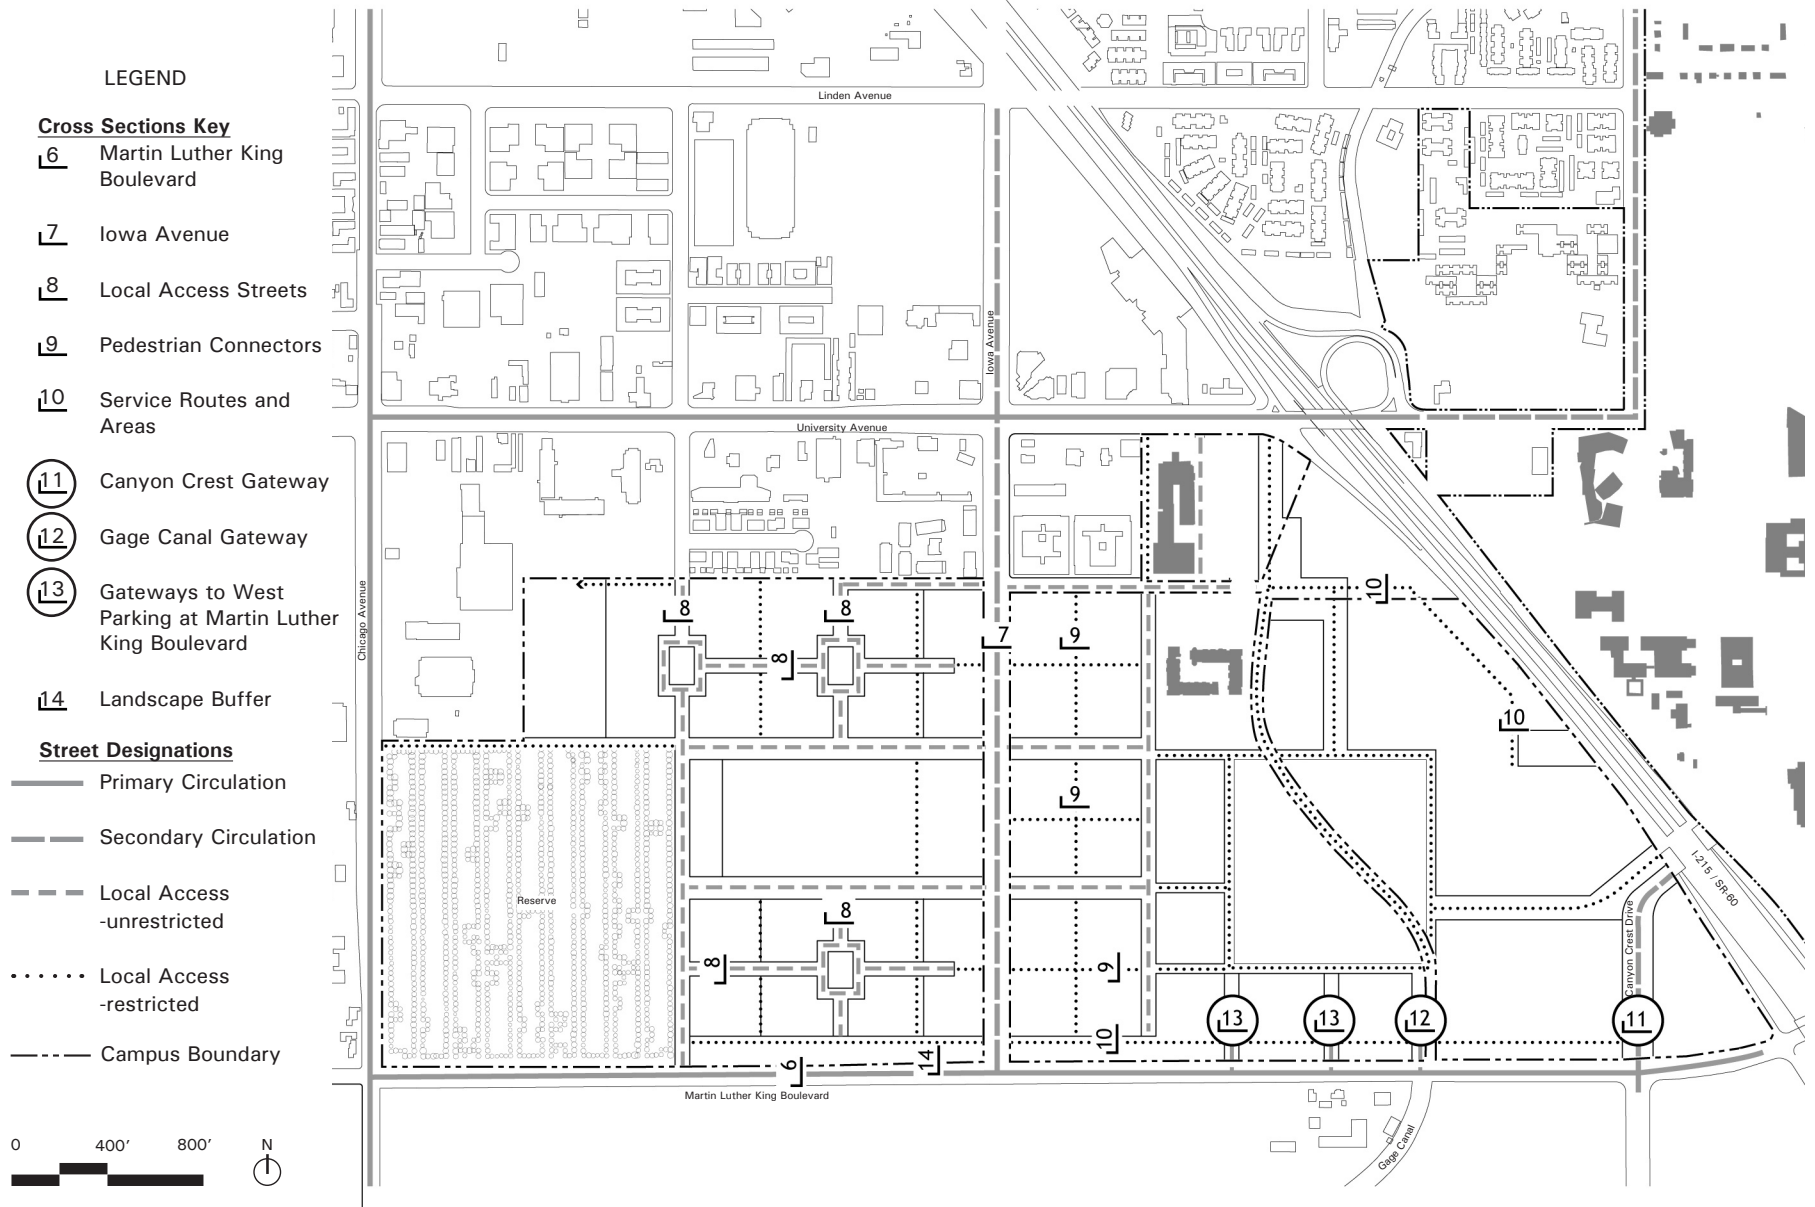 LEGEND
Cross Sections Key
6 Martin Luther King
Boulevard
7 Iowa Avenue
8 Local Access Streets
9 Pedestrian Connectors
10 Service Routes and
Areas
11 Canyon Crest Gateway
12 Gage Canal Gateway
13 Gateways to West
Parking at Martin Luther
King Boulevard
14 Landscape Buffer
Street Designations
Primary Circulation
Secondary Circulation
Local Access
-unrestricted
Local Access
-restricted
Campus Boundary
0 400' 800' N
Linden Avenue
Iowa Avenue
University Avenue
Chicago Avenue
10
8
8
7
9
8
10
9
Reserve
8
8
9
I-215 / SR-60
Canyon Crest Drive
13
13
12
11
10
6
14
Martin Luther King Boulevard
Gage Canal